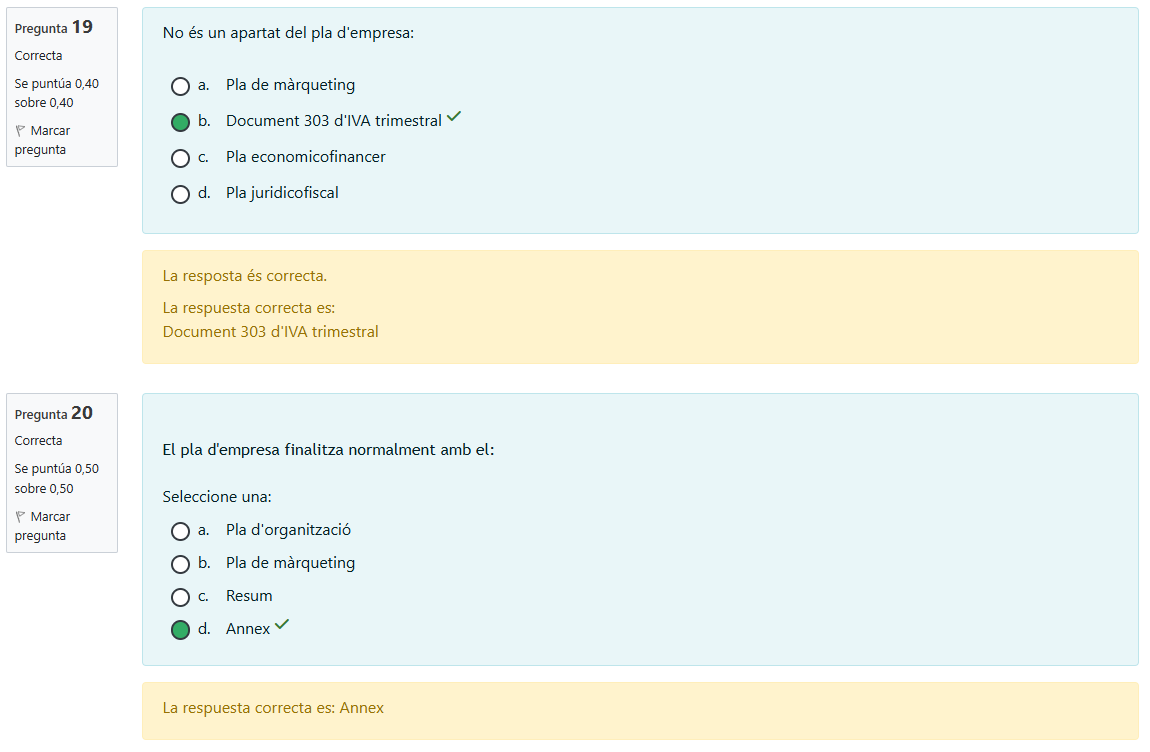 Pregunta 19
Correcta
Se puntúa 0,40
sobre 0,40
Marcar
pregunta
No és un apartat del pla d'empresa:
a. Pla de màrqueting
b. Document 303 d'IVA trimestral
c. Pla economicofinancer
d. Pla juridicofiscal
La resposta és correcta.
La respuesta correcta es:
Document 303 d'IVA trimestral
Pregunta 20
Correcta
Se puntúa 0,50
sobre 0,50
Marcar
pregunta
El pla d'empresa finalitza normalment amb el:
Seleccione una:
a. Pla d'organització
b. Pla de màrqueting
c. Resum
d. Annex
La respuesta correcta es: Annex